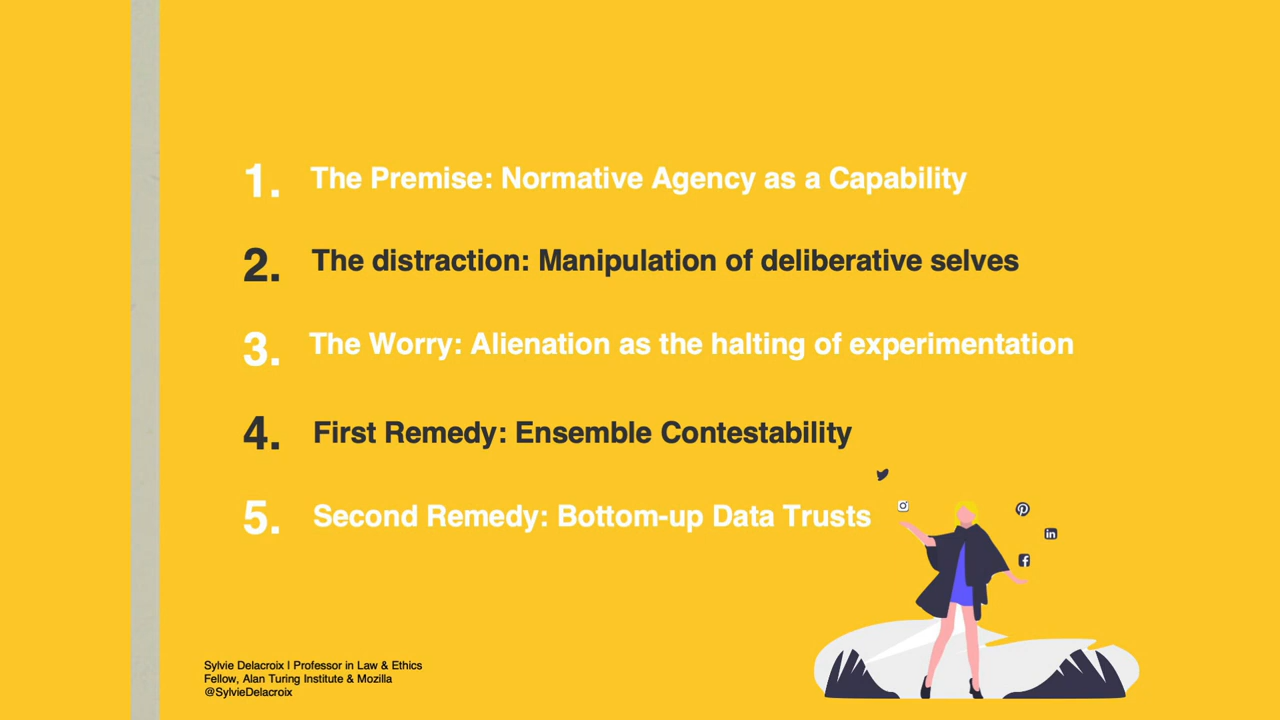 1. The Premise: Normative Agency as a Capability
2. The distraction: Manipulation of deliberative selves
3. The Worry: Alienation as the halting of experimentation
4. First Remedy: Ensemble Contestability
5. Second Remedy: Bottom-up Data Trusts
Sylvie Delacroix | Professor in Law & Ethics
Fellow, Alan Turing Institute & Mozilla
@SylvieDelacroix